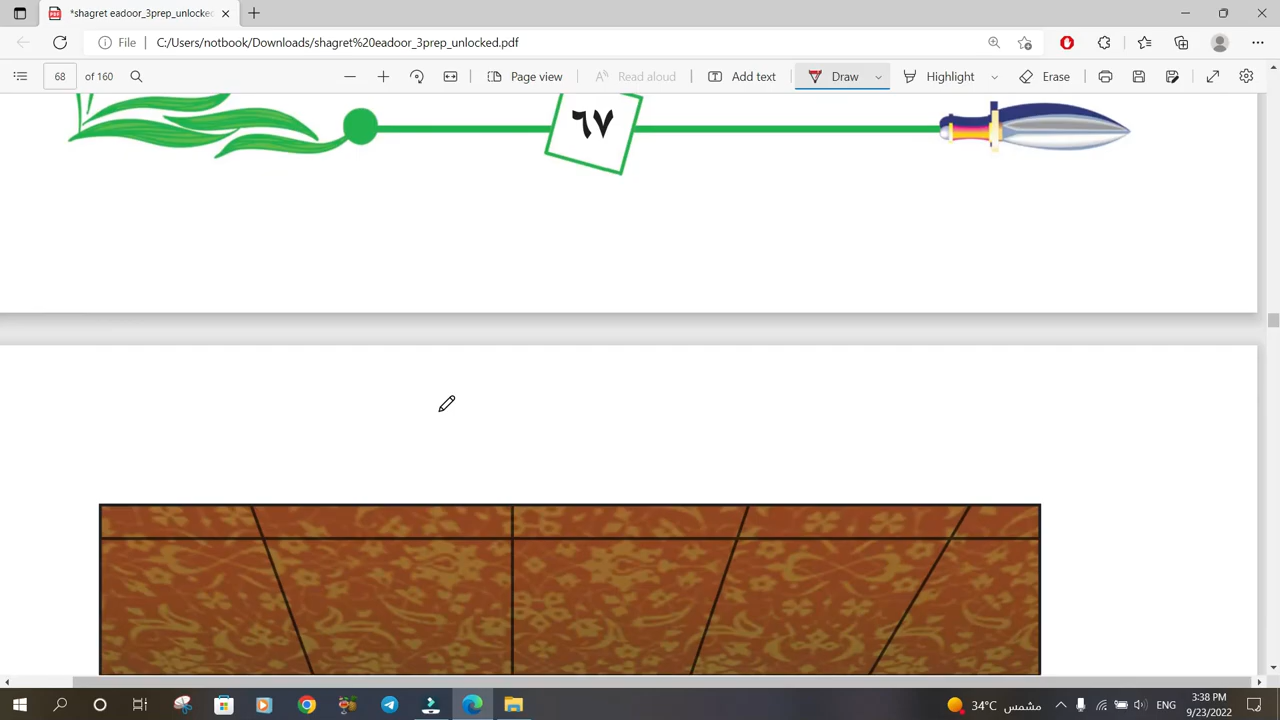 *shagret eadoor_3prep_unlocked
File
C:/Users/notbook/Downloads/shagret%20eadoor_3prep_unlocked.pdf
68 of 160
Page view
Read aloud
Add text
Draw
Highlight
Erase
٦٧
34°C مشمس
ENG
3:38 PM
9/23/2022